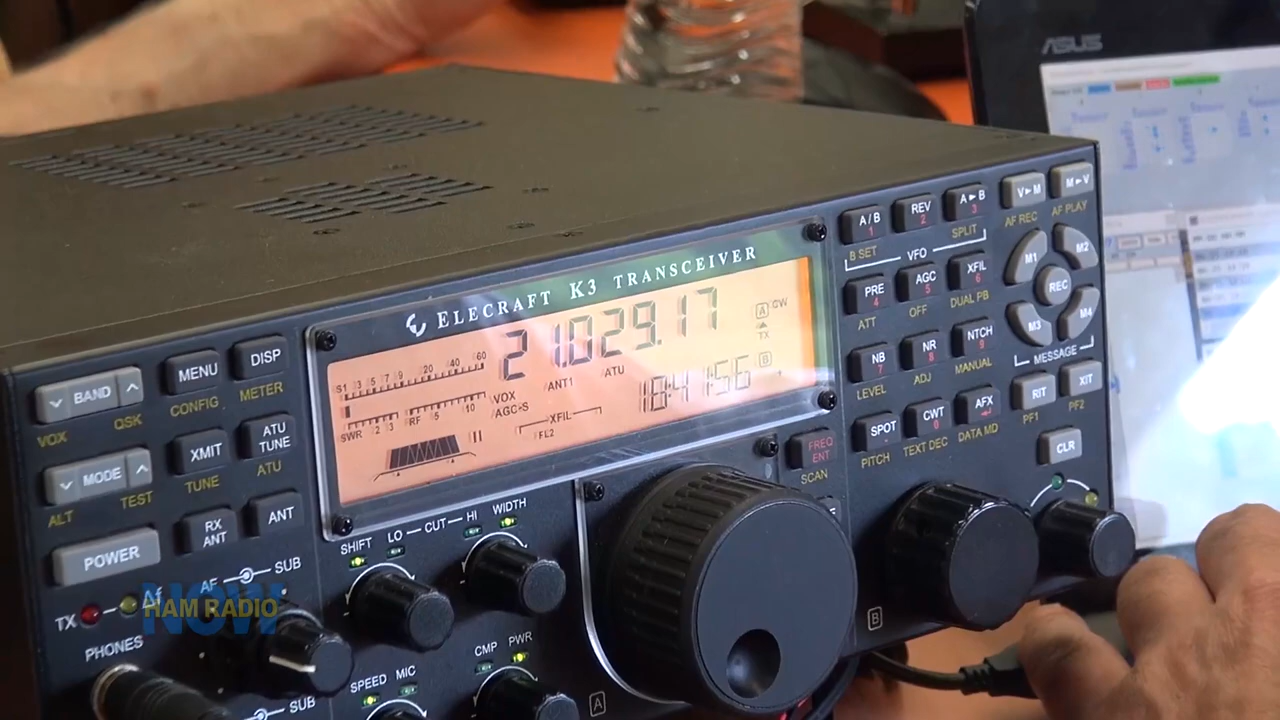 ASUS
ELECRAFT K3 TRANSCEIVER
21.029.17
CW
A
TX
B
18:41:56
S1 3 5 7 9 20 40 60
SWR 2 3 RF 5 10
VOX
AGC-S
ANT1
ATU
XFIL
FL2
BAND
VOX QSK
MENU
CONFIG
DISP
METER
MODE
ALT TEST
XMIT
TUNE
ATU
TUNE
ATU
POWER
RX
ANT
ANT
TX
AF SUB
PHONES
SUB
SHIFT LO CUT HI WIDTH
SPEED MIC CMP PWR
A
B
A/B
1
REV
2
A►B
3
V►M
M►V
B SET VFO SPLIT
AF REC AF PLAY
PRE
4
AGC
5
XFIL
6
ATT OFF DUAL PB
M1 M2
REC
M3 M4
MESSAGE
NB
7
NR
8
NTCH
9
LEVEL ADJ MANUAL
SPOT
.
CWT
0
AFX
PITCH TEXT DEC DATA MD
RIT XIT
PF1 PF2
CLR
FREQ
ENT
SCAN
HAM RADIO
NOW